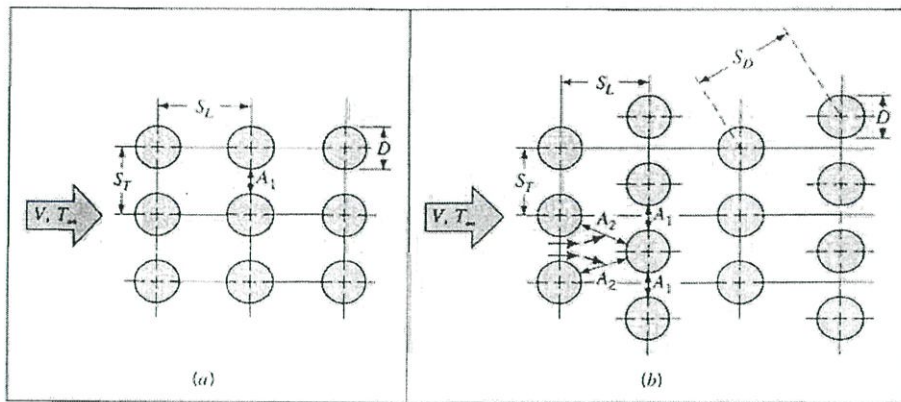 S_L
D
S_T
A_1
V, T_∞
(a)
S_D
S_L
D
S_T
A_2
A_1
V, T_∞
A_2
A_1
(b)